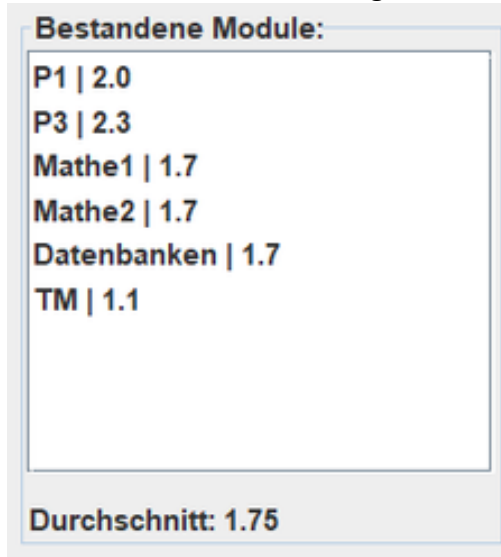 Bestandene Module:
P1 | 2.0
P3 | 2.3
Mathe1 | 1.7
Mathe2 | 1.7
Datenbanken | 1.7
TM | 1.1
Durchschnitt: 1.75